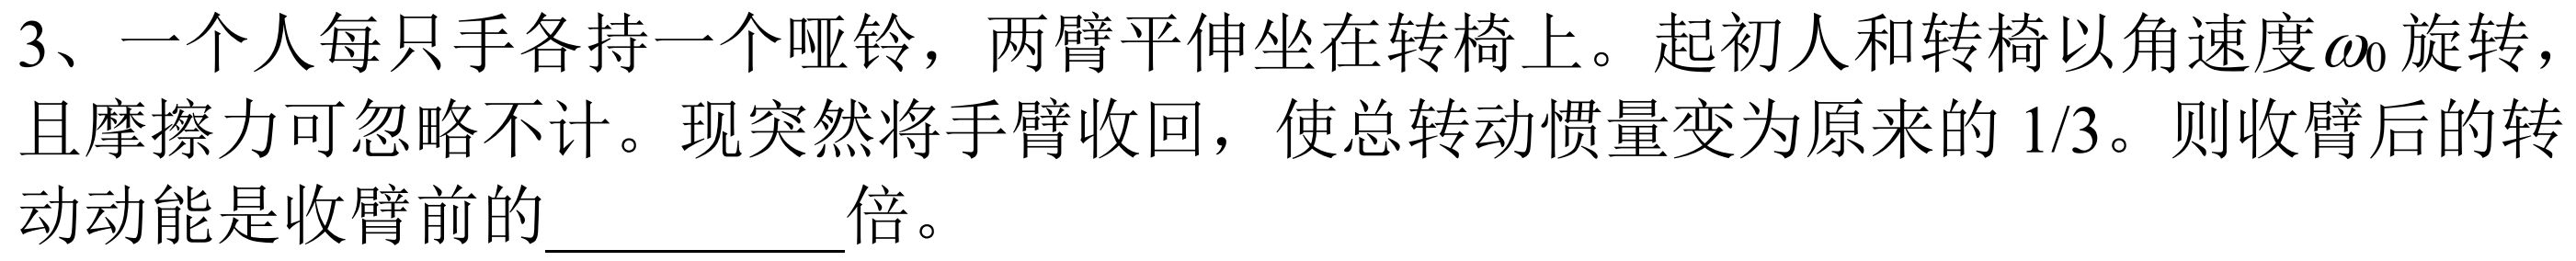 3、一个人每只手各持一个哑铃，两臂平伸坐在转椅上。起初人和转椅以角速度ω₀旋转，
且摩擦力可忽略不计。现突然将手臂收回，使总转动惯量变为原来的 1/3。则收臂后的转
动动能是收臂前的__________倍。